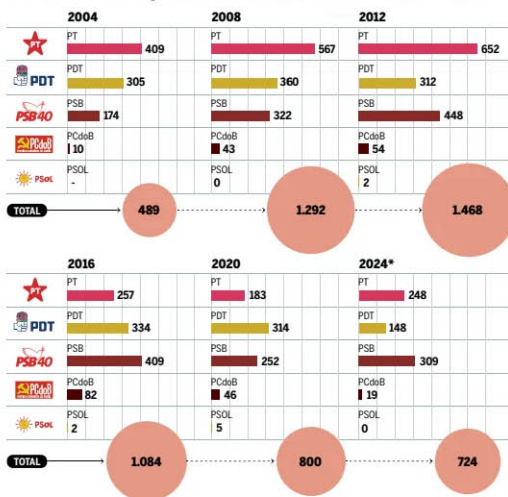 2004 2008 2012
PT PT PT
PT 409 567 652
PDT PDT PDT
PDT 305 360 312
PSB PSB PSB
PSB40 174 322 448
PCdoB PCdoB PCdoB
PCdoB 10 43 54
PSOL PSOL PSOL
PSOL - 0 2
TOTAL 489 1.292 1.468
2016 2020 2024*
PT PT PT
PT 257 183 248
PDT PDT PDT
PDT 334 314 148
PSB PSB PSB
PSB40 409 252 309
PCdoB PCdoB PCdoB
PCdoB 82 46 19
PSOL PSOL PSOL
PSOL 2 5 0
TOTAL 1.084 800 724